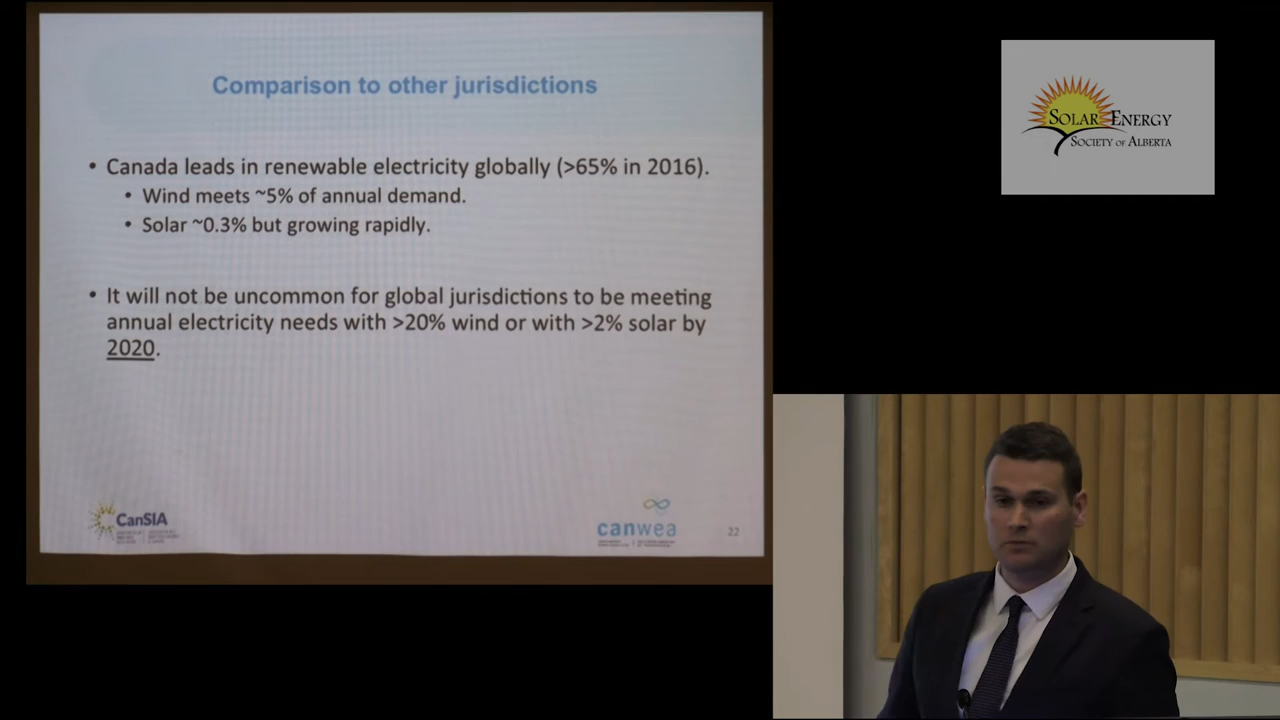 Comparison to other jurisdictions
• Canada leads in renewable electricity globally (>65% in 2016).
• Wind meets ~5% of annual demand.
• Solar ~0.3% but growing rapidly.
• It will not be uncommon for global jurisdictions to be meeting
annual electricity needs with >20% wind or with >2% solar by
2020.
CanSIA
canwea
22
SOLAR ENERGY
SOCIETY OF ALBERTA